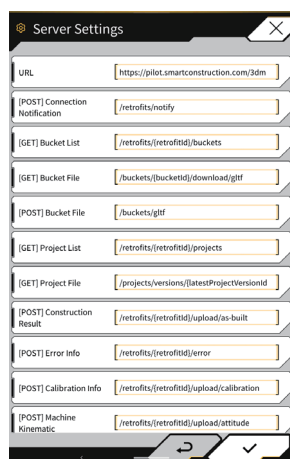 Server Settings
URL
https://pilot.smartconstruction.com/3dm
[POST] Connection
Notification
/retrofits/notify
[GET] Bucket List
/retrofits/{retrofitId}/buckets
[GET] Bucket File
/buckets/{bucketId}/download/gltf
[POST] Bucket File
/buckets/gltf
[GET] Project List
/retrofits/{retrofitId}/projects
[GET] Project File
/projects/versions/{latestProjectVersionId
[POST] Construction
Result
/retrofits/{retrofitId}/upload/as-built
[POST] Error Info
/retrofits/{retrofitId}/error
[POST] Calibration Info
/retrofits/{retrofitId}/upload/calibration
[POST] Machine
Kinematic
/retrofits/{retrofitId}/upload/attitude